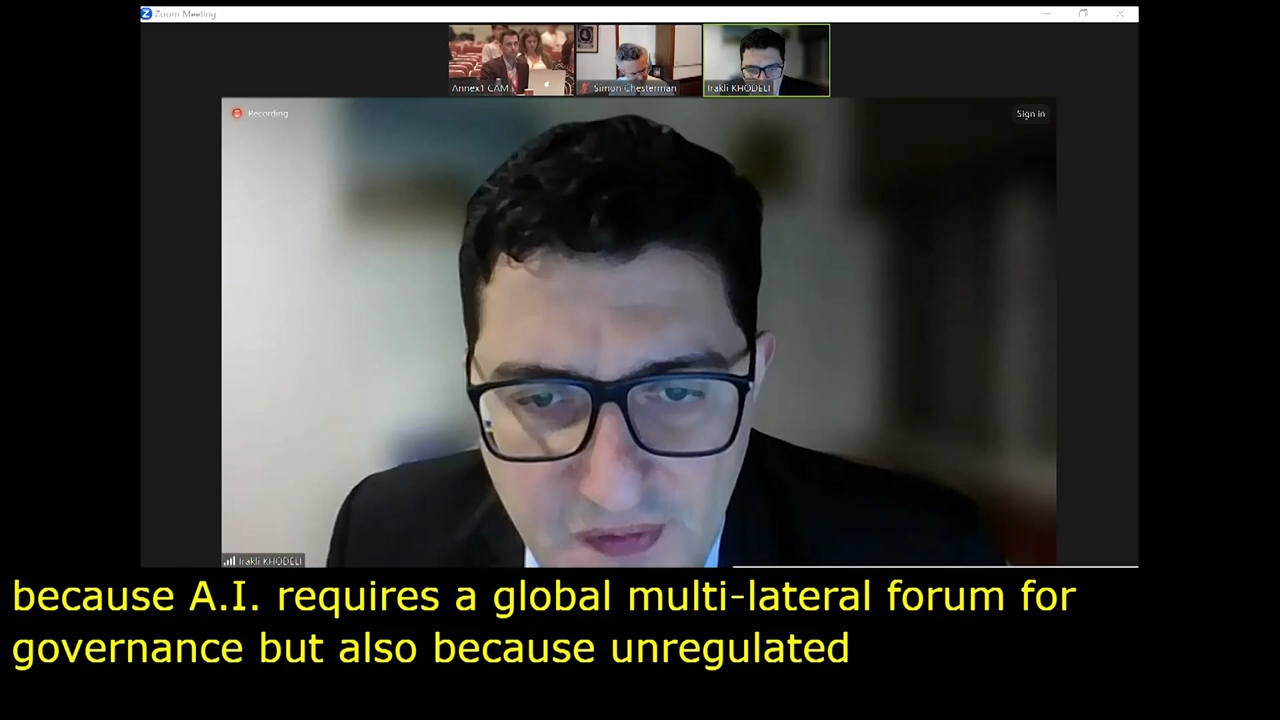 Zoom Meeting
Annex1 CAM
Simon Chesterman
Irakli KHODELI
Recording
Sign in
Irakli KHODELI
because A.I. requires a global multi-lateral forum for
governance but also because unregulated